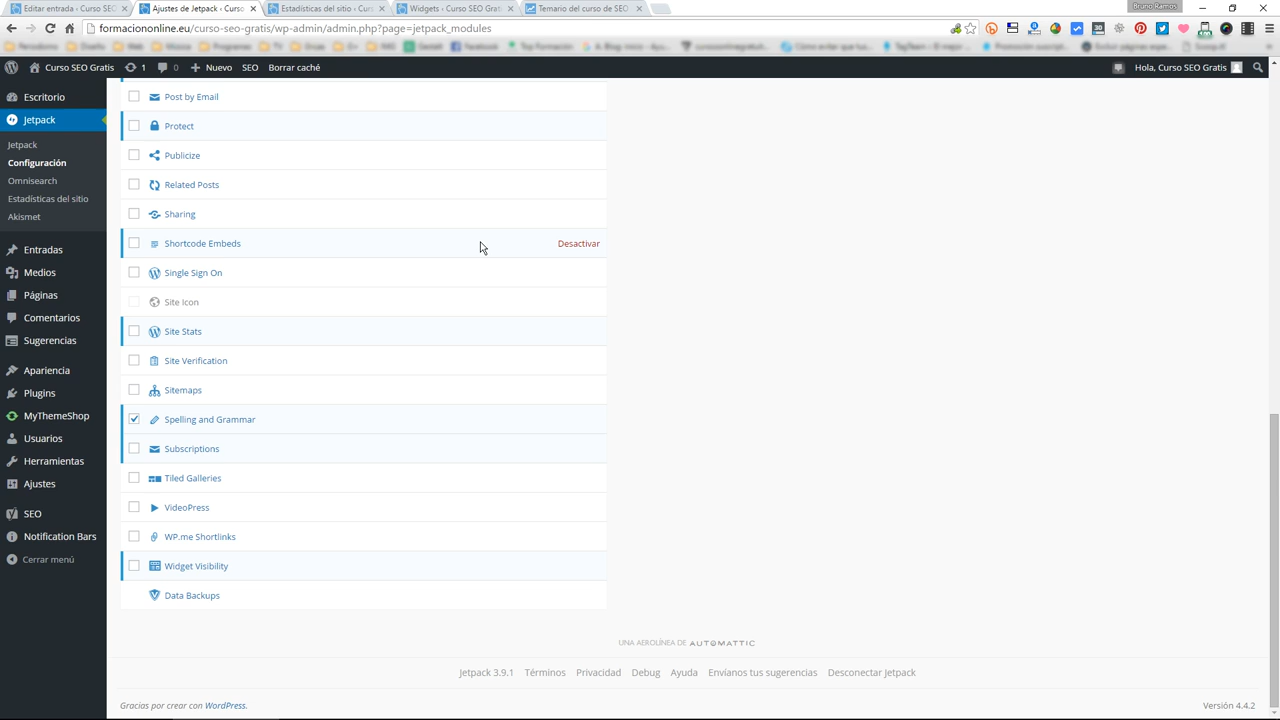 Bruno Ramos
Editar entrada ‹ Curso SEO
Ajustes de Jetpack ‹ Curso
Estadísticas del sitio ‹ Curs
Widgets ‹ Curso SEO Grati
Temario del curso de SEO
formaciononline.eu/curso-seo-gratis/wp-admin/admin.php?page=jetpack_modules
Facebook
Curso SEO Gratis
1
0
Nuevo
SEO
Borrar caché
Hola, Curso SEO Gratis
Escritorio
Jetpack
Jetpack
Configuración
Omnisearch
Estadísticas del sitio
Akismet
Entradas
Medios
Páginas
Comentarios
Sugerencias
Apariencia
Plugins
MyThemeShop
Usuarios
Herramientas
Ajustes
SEO
Notification Bars
Cerrar menú
Post by Email
Protect
Publicize
Related Posts
Sharing
Shortcode Embeds
Desactivar
Single Sign On
Site Icon
Site Stats
Site Verification
Sitemaps
Spelling and Grammar
Subscriptions
Tiled Galleries
VideoPress
WP.me Shortlinks
Widget Visibility
Data Backups
UNA AEROLÍNEA DE AUTOMATTIC
Jetpack 3.9.1
Términos
Privacidad
Debug
Ayuda
Envíanos tus sugerencias
Desconectar Jetpack
Gracias por crear con WordPress.
Versión 4.4.2